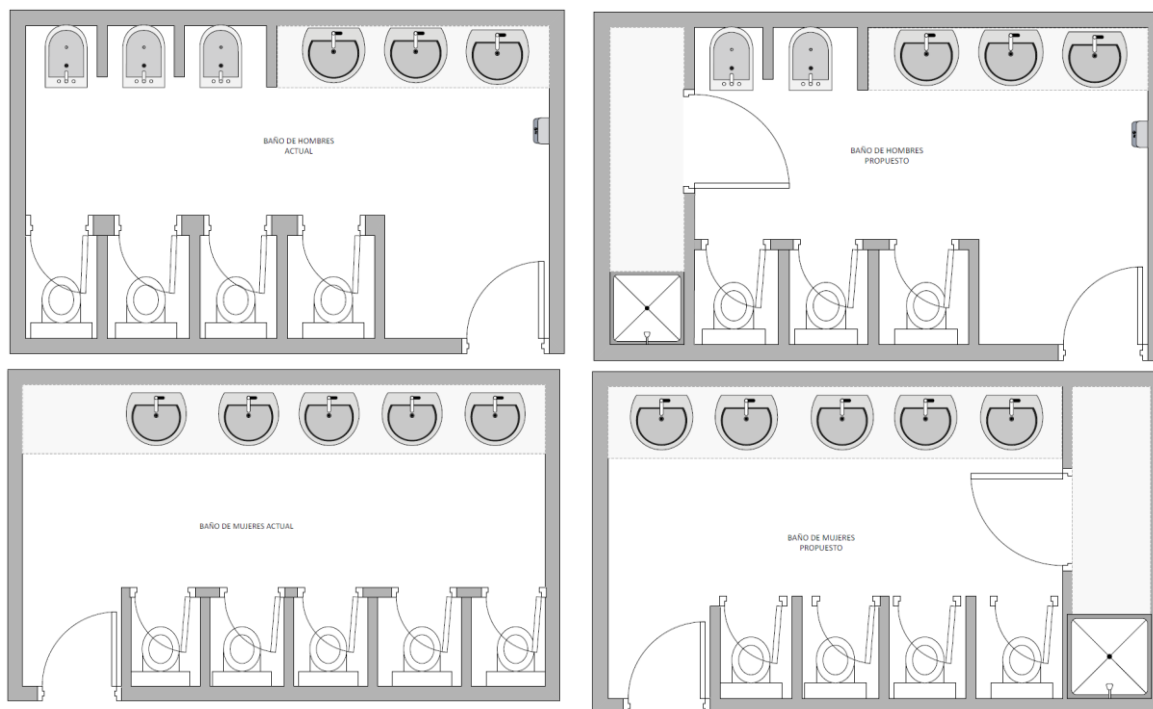 BAÑO DE HOMBRES
ACTUAL
BAÑO DE HOMBRES
PROPUESTO
BAÑO DE MUJERES ACTUAL
BAÑO DE MUJERES
PROPUESTO